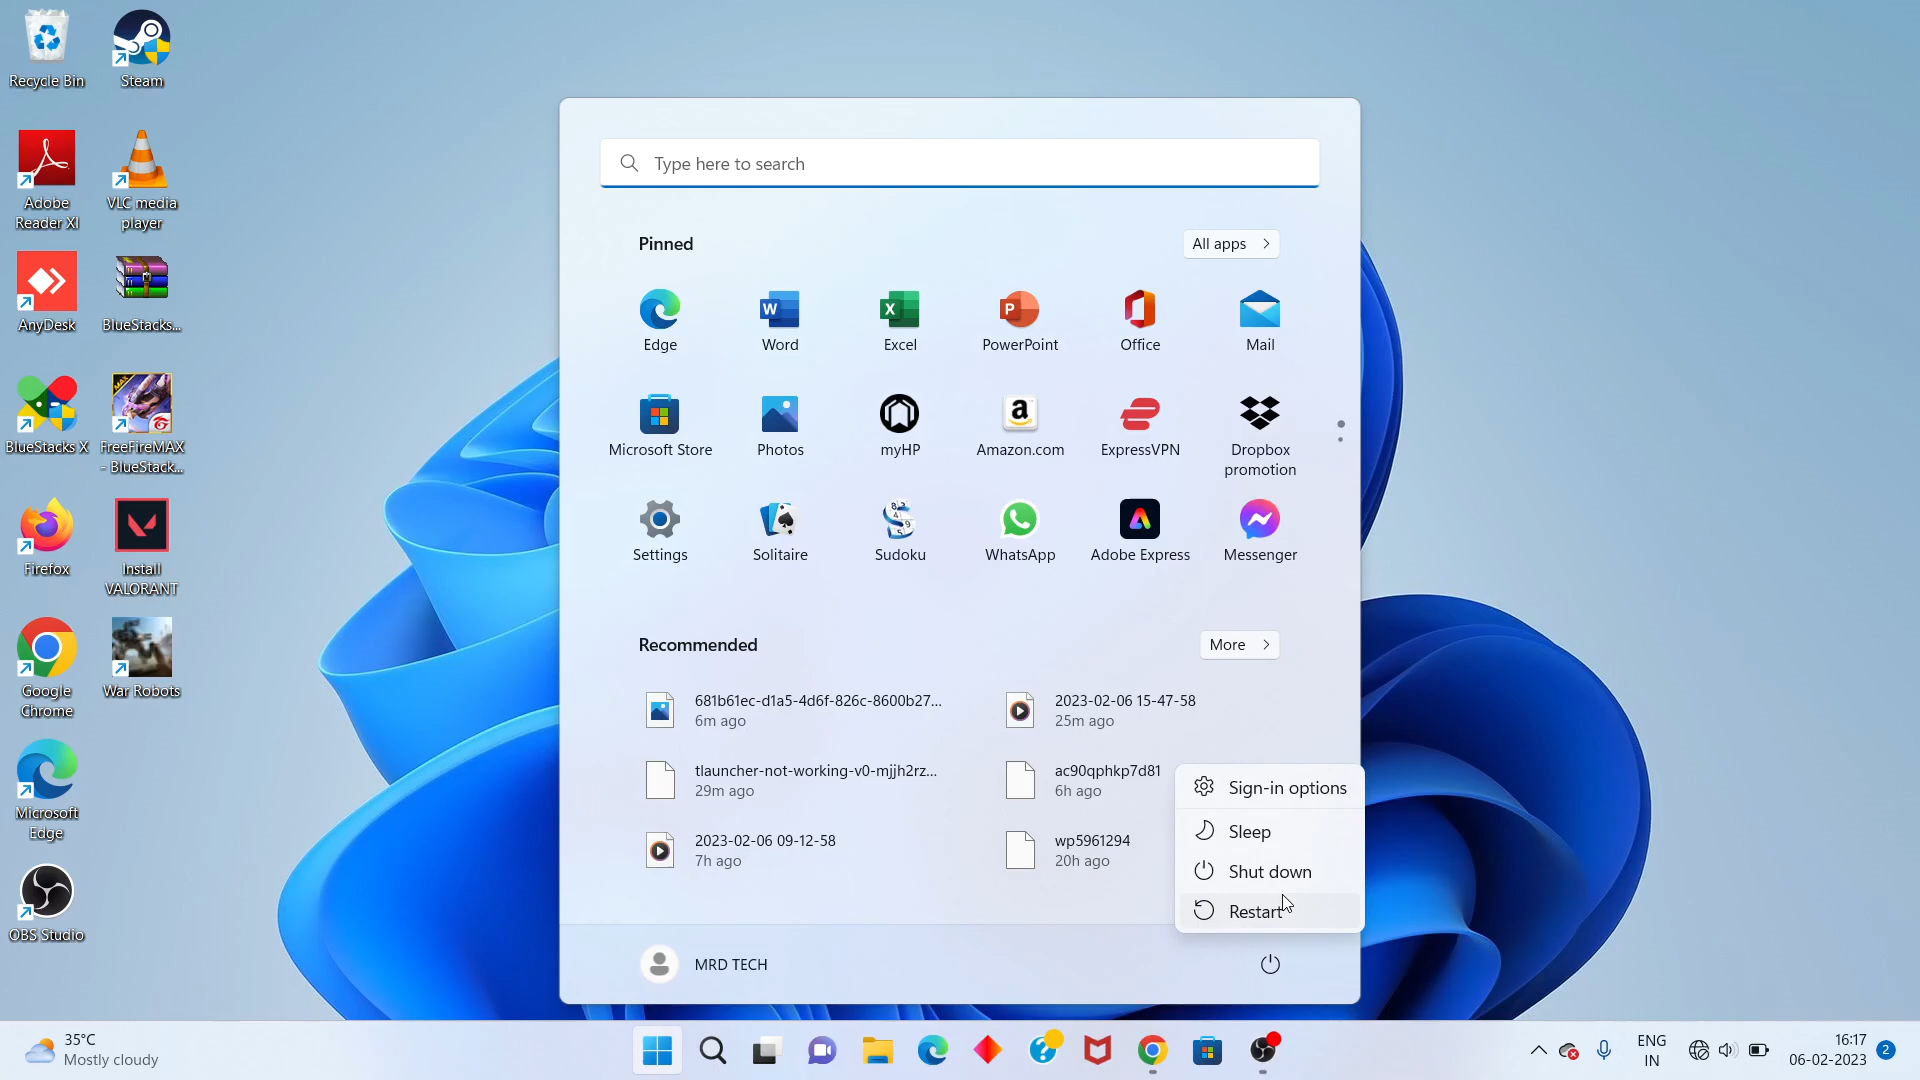 Recycle Bin
Steam
Adobe
Reader XI
VLC media
player
AnyDesk
BlueStacks...
BlueStacks X
FreeFireMAX
- BlueStack...
Firefox
Install
VALORANT
Google
Chrome
War Robots
Microsoft
Edge
OBS Studio
Type here to search
Pinned
All apps
Edge
Word
Excel
PowerPoint
Office
Mail
Microsoft Store
Photos
myHP
Amazon.com
ExpressVPN
Dropbox
promotion
Settings
Solitaire
Sudoku
WhatsApp
Adobe Express
Messenger
Recommended
More
681b61ec-d1a5-4d6f-826c-8600b27...
6m ago
2023-02-06 15-47-58
25m ago
tlauncher-not-working-v0-mjjh2rz...
29m ago
ac90qphkp7d81
6h ago
2023-02-06 09-12-58
7h ago
wp5961294
20h ago
Sign-in options
Sleep
Shut down
Restart
MRD TECH
35°C
Mostly cloudy
ENG
IN
16:17
06-02-2023
2